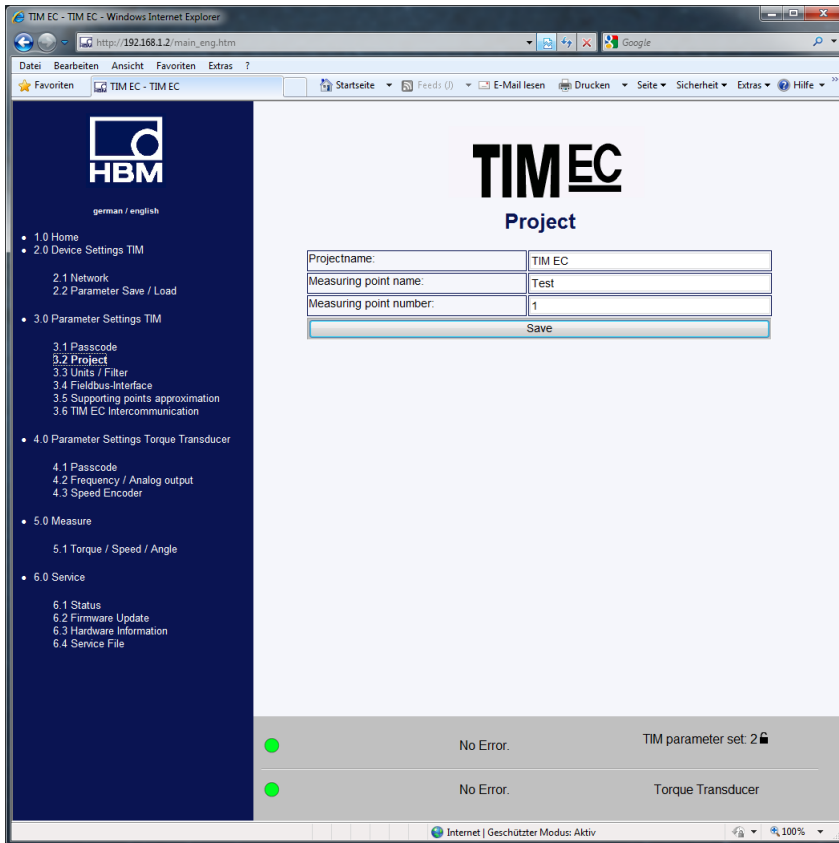 TIM EC - TIM EC - Windows Internet Explorer
http://192.168.1.2/main_eng.htm
Google
Datei Bearbeiten Ansicht Favoriten Extras ?
Favoriten TIM EC - TIM EC Startseite Feeds (J) E-Mail lesen Drucken Seite Sicherheit Extras Hilfe »
HBM
german / english
1.0 Home
2.0 Device Settings TIM
2.1 Network
2.2 Parameter Save / Load
3.0 Parameter Settings TIM
3.1 Passcode
3.2 Project
3.3 Units / Filter
3.4 Fieldbus-Interface
3.5 Supporting points approximation
3.6 TIM EC Intercommunication
4.0 Parameter Settings Torque Transducer
4.1 Passcode
4.2 Frequency / Analog output
4.3 Speed Encoder
5.0 Measure
5.1 Torque / Speed / Angle
6.0 Service
6.1 Status
6.2 Firmware Update
6.3 Hardware Information
6.4 Service File
TIM EC
Project
Projectname: TIM EC
Measuring point name: Test
Measuring point number: 1
Save
No Error. TIM parameter set: 2
No Error. Torque Transducer
Internet | Geschützter Modus: Aktiv 100%